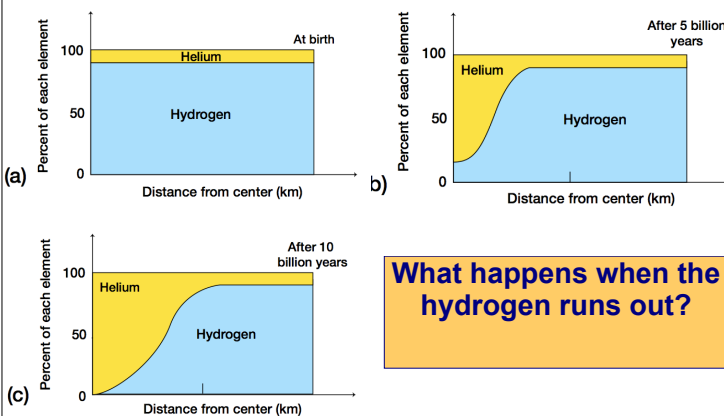 At birth
100
Helium
Percent of each element
50
Hydrogen
0
(a)
Distance from center (km)
After 5 billion
years
100
Helium
Percent of each element
50
Hydrogen
0
b)
Distance from center (km)
After 10
billion years
100
Helium
Percent of each element
50
Hydrogen
0
(c)
Distance from center (km)
What happens when the
hydrogen runs out?